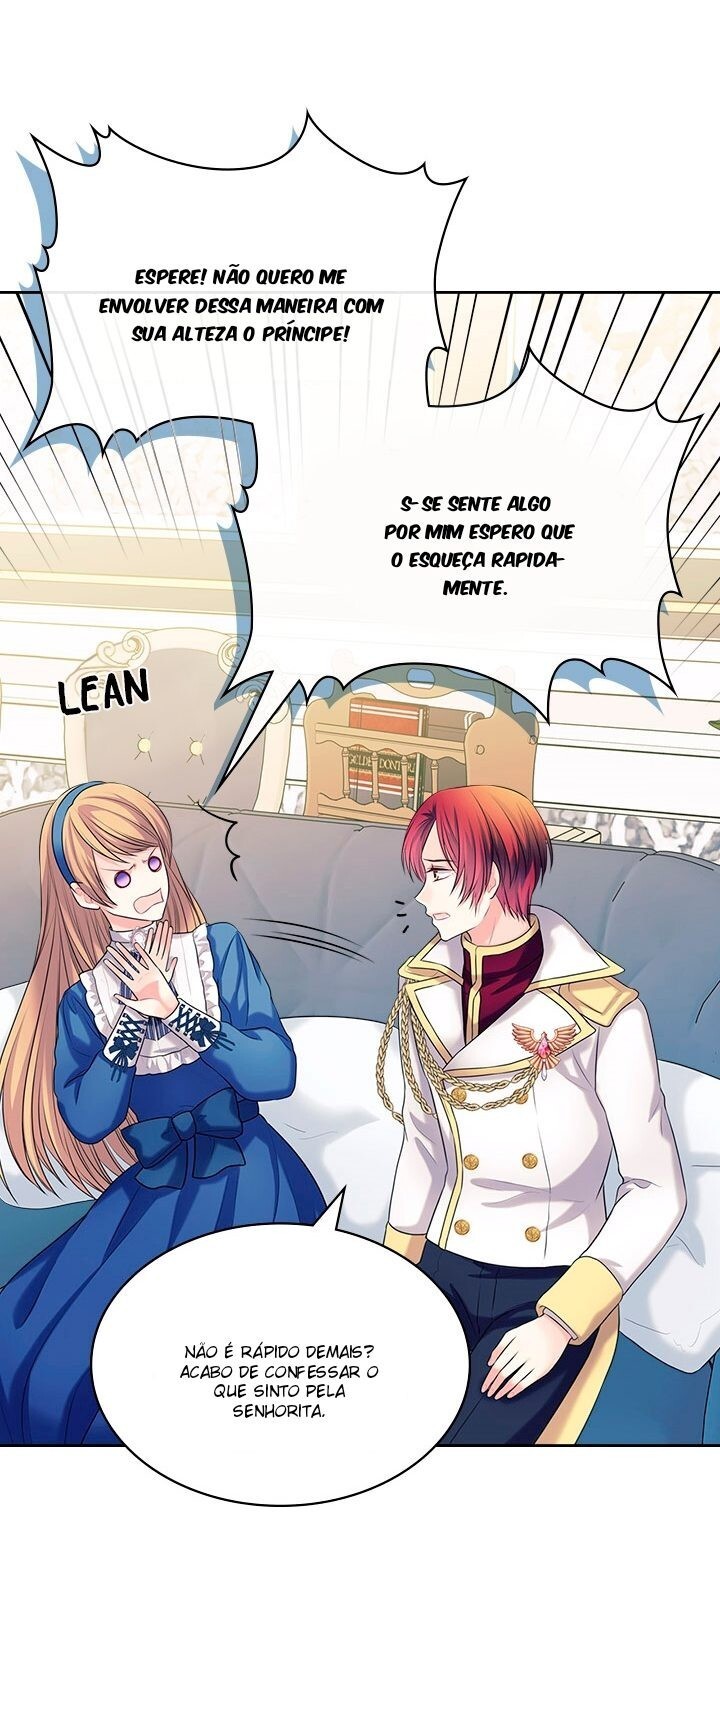 ESPERE! NÃO QUERO ME
ENVOLVER DESSA MANEIRA COM
SUA ALTEZA O PRÍNCIPE!
S-SE SENTE ALGO
POR MIM ESPERO QUE
O ESQUEÇA RAPIDA-
MENTE.
LEAN
NÃO É RÁPIDO DEMAIS?
ACABO DE CONFESSAR O
QUE SINTO PELA
SENHORITA.